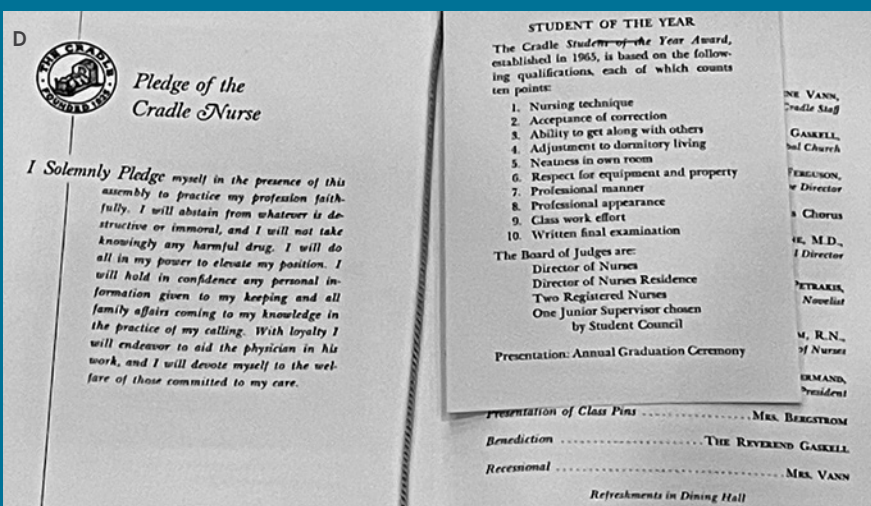 D
THE CRADLE
FOUNDED 1923
Pledge of the
Cradle Nurse
I Solemnly Pledge myself in the presence of this
assembly to practice my profession faith-
fully. I will abstain from whatever is de-
structive or immoral, and I will not take
knowingly any harmful drug. I will do
all in my power to elevate my position. I
will hold in confidence any personal in-
formation given to my keeping and all
family affairs coming to my knowledge in
the practice of my calling. With loyalty I
will endeavor to aid the physician in his
work, and I will devote myself to the wel-
fare of those committed to my care.
STUDENT OF THE YEAR
The Cradle Student of the Year Award,
established in 1965, is based on the follow-
ing qualifications, each of which counts
ten points:
1. Nursing technique
2. Acceptance of correction
3. Ability to get along with others
4. Adjustment to dormitory living
5. Neatness in own room
6. Respect for equipment and property
7. Professional manner
8. Professional appearance
9. Class work effort
10. Written final examination
The Board of Judges are:
Director of Nurses
Director of Nurses Residence
Two Registered Nurses
One Junior Supervisor chosen
by Student Council
Presentation: Annual Graduation Ceremony
VANN,
Cradle Staff
GASKELL,
Church
FERGUSON,
Director
Chorus
M.D.,
Director
PETRAKIS,
Novelist
R.N.,
of Nurses
President
Presentation of Class Pins ..................MRS. BERGSTROM
Benediction ......................THE REVEREND GASKELL
Recessional ....................................MRS. VANN
Refreshments in Dining Hall